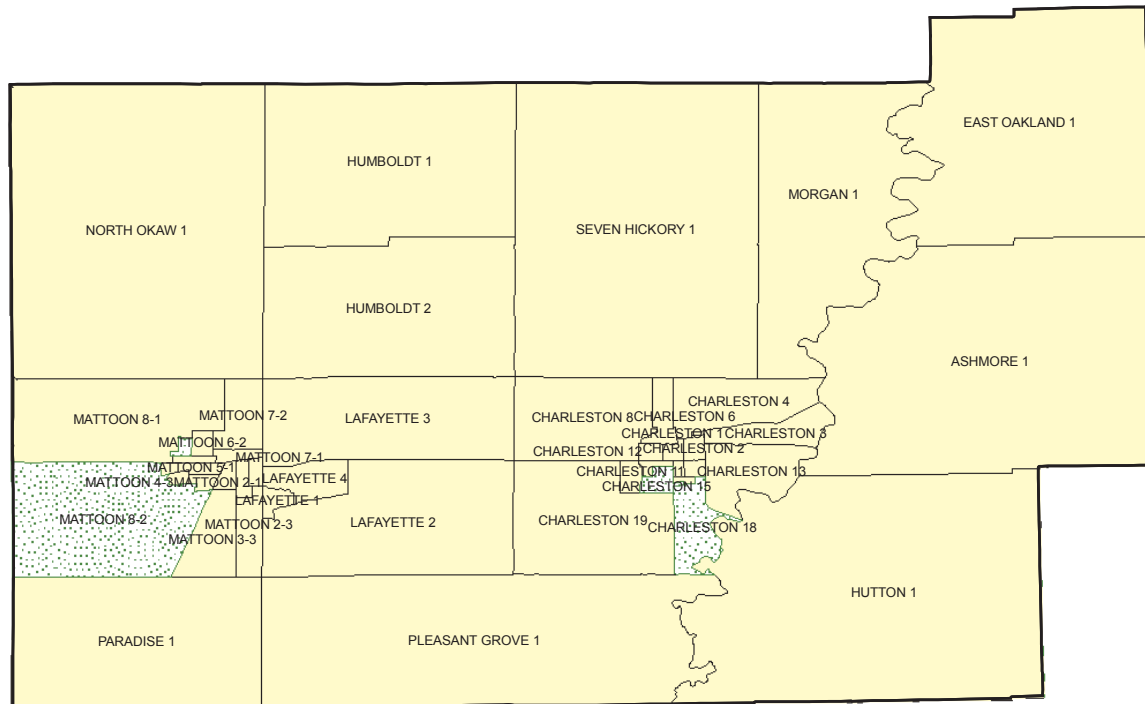 EAST OAKLAND 1
HUMBOLDT 1
MORGAN 1
NORTH OKAW 1
SEVEN HICKORY 1
HUMBOLDT 2
ASHMORE 1
CHARLESTON 4
MATTOON 7-2
MATTOON 8-1
LAFAYETTE 3
CHARLESTON 8
CHARLESTON 6
CHARLESTON 1
CHARLESTON 3
MATTOON 6-2
CHARLESTON 12
CHARLESTON 2
MATTOON 7-1
MATTOON 5-1
CHARLESTON 11
CHARLESTON 13
LAFAYETTE 4
MATTOON 4-3
MATTOON 2-1
CHARLESTON 15
LAFAYETTE 1
MATTOON 8-2
MATTOON 2-3
LAFAYETTE 2
CHARLESTON 19
CHARLESTON 18
MATTOON 3-3
HUTTON 1
PARADISE 1
PLEASANT GROVE 1